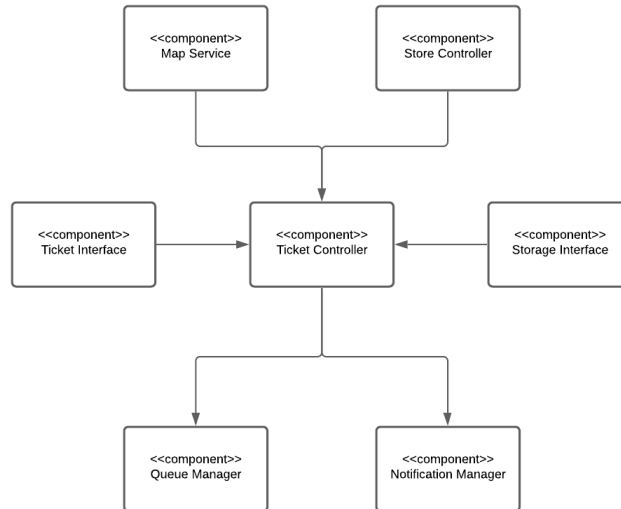 <<component>>
Map Service
<<component>>
Store Controller
<<component>>
Ticket Interface
<<component>>
Ticket Controller
<<component>>
Storage Interface
<<component>>
Queue Manager
<<component>>
Notification Manager